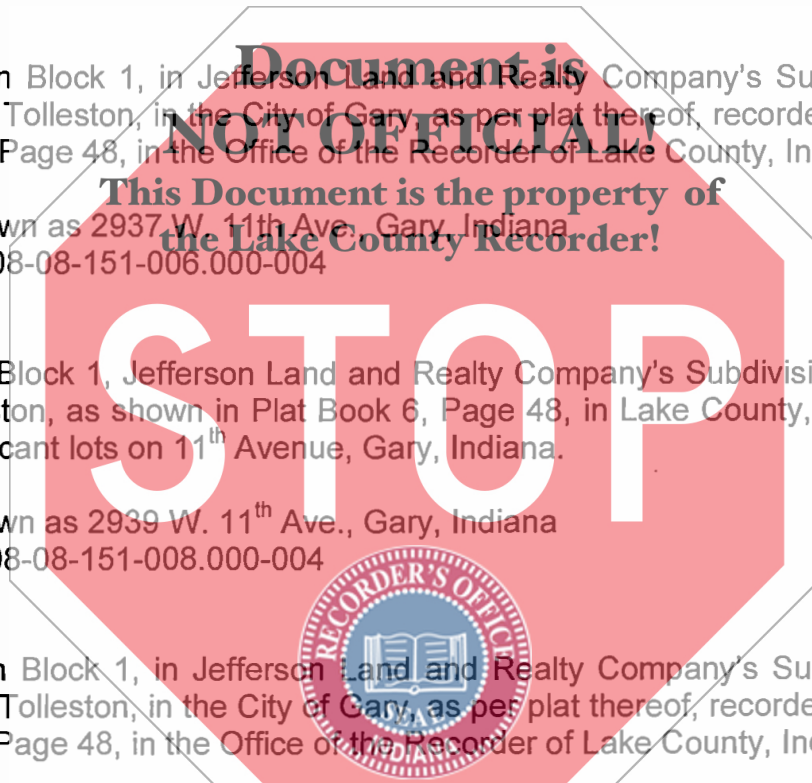 Document is
n Block 1, in Jefferson Land and Realty Company's Su
Tolleston, in the City of Gary, as per plat thereof, recorde
NOT OFFICIAL!
Page 48, in the Office of the Recorder of Lake County, In
This Document is the property of
wn as 2937 W. 11th Ave., Gary, Indiana
the Lake County Recorder!
08-08-151-006.000-004
STOP
Block 1, Jefferson Land and Realty Company's Subdivisi
ton, as shown in Plat Book 6, Page 48, in Lake County,
cant lots on 11th Avenue, Gary, Indiana.
wn as 2939 W. 11th Ave., Gary, Indiana
08-08-151-008.000-004
RECORDER'S OFFICE
n Block 1, in Jefferson Land and Realty Company's Su
Tolleston, in the City of Gary, as per plat thereof, recorde
SEAL
Page 48, in the Office of the Recorder of Lake County, Ind
INDIANA